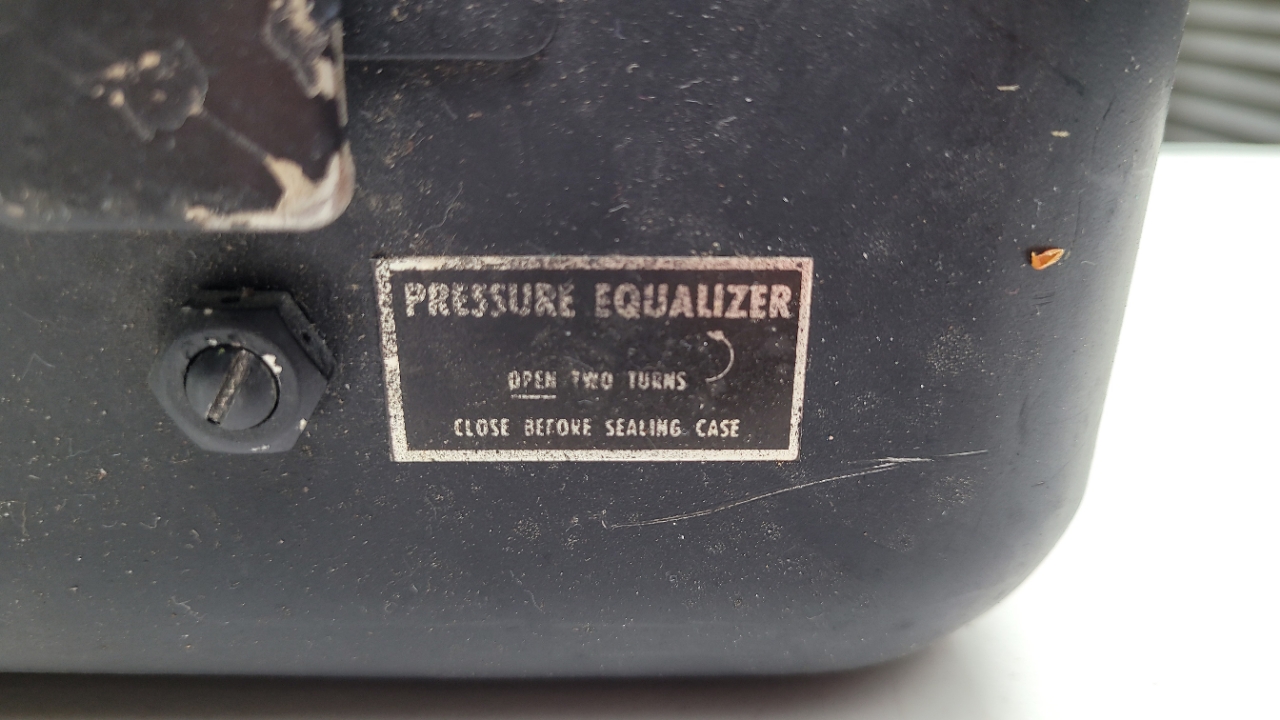 PRESSURE EQUALIZER
OPEN TWO TURNS
CLOSE BEFORE SEALING CASE